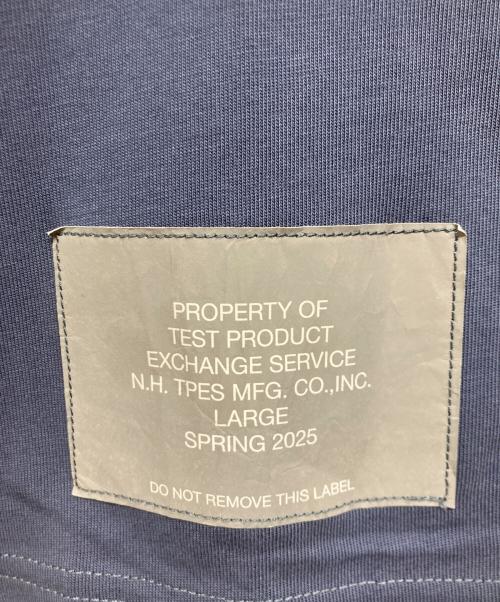 PROPERTY OF
TEST PRODUCT
EXCHANGE SERVICE
N.H. TPES MFG. CO.,INC.
LARGE
SPRING 2025
DO NOT REMOVE THIS LABEL